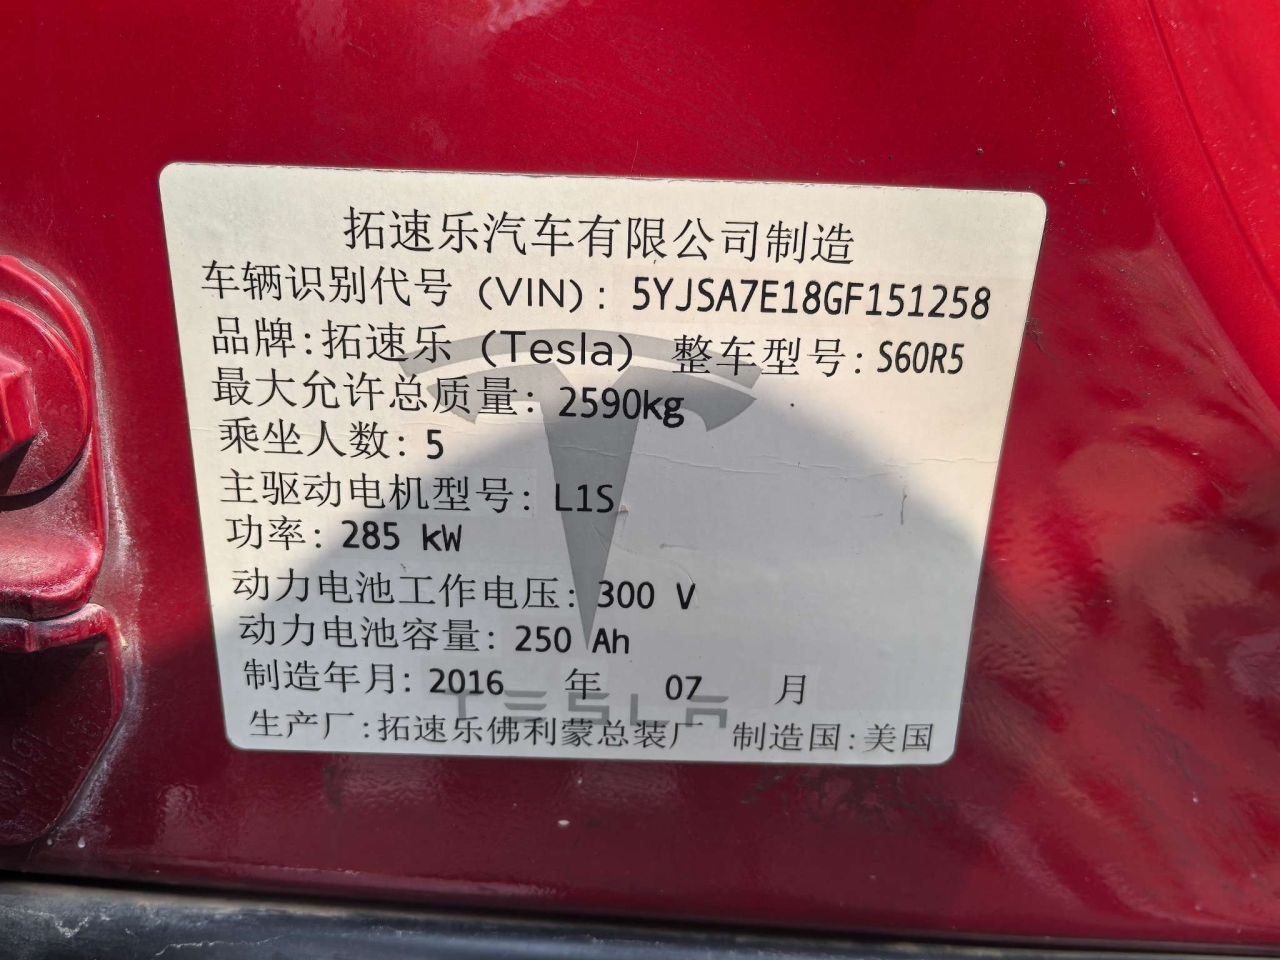 拓速乐汽车有限公司制造
车辆识别代号 (VIN): 5YJSA7E18GF151258
品牌:拓速乐 (Tesla) 整车型号: S60R5
最大允许总质量: 2590kg
乘坐人数: 5
主驱动电机型号: L1S
功率: 285 kW
动力电池工作电压: 300 V
动力电池容量: 250 Ah
制造年月: 2016 年 07 月
TESLA
生产厂:拓速乐佛利蒙总装厂 制造国:美国